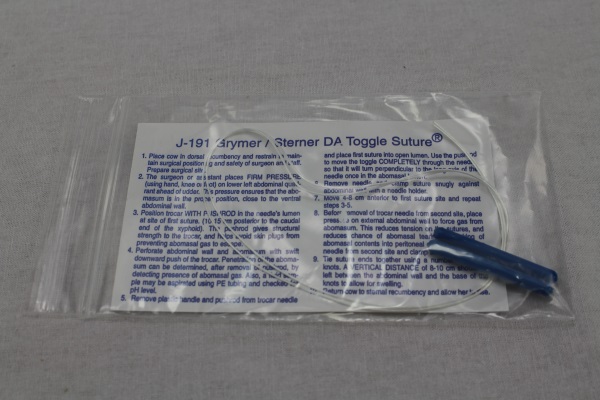 J-191 Grymer / Sterner DA Toggle Suture®
1. Place cow in dorsal recumbency and restrain
tain surgical position and safety of surgeon and staff.
Prepare surgical site.
2. The surgeon or assistant places FIRM PRESSURE
(using hand, knee or foot) on lower left abdominal quad-
rant ahead of udder. This pressure ensures that the abo-
masum is in the proper position, close to the ventral
abdominal wall.
3. Position trocar WITH PUSHROD in the needle's lumen
at site of first suture, (10-15 cm posterior to the caudal
end of the xyphoid). The pushrod gives structural
strength to the trocar, and helps avoid skin plugs from
preventing abomasal gas to escape.
4. Perforate abdominal wall and abomasum with swift
downward push of the trocar. Penetration of the aboma-
sum can be determined, after removal of pushrod, by
detecting presence of abomasal gas. Also, a fluid sam-
ple may be aspirated using PE tubing and checked for
pH level.
5. Remove plastic handle and pushrod from trocar needle
and place first suture into open lumen. Use the pushrod
to move the toggle COMPLETELY through the needle
so that it will turn perpendicular to the long axis of the
needle once in the abomasal
Remove needle and clamp suture snugly against
abdominal wall with a needle holder.
7. Move 4-8 cm anterior to first suture site and repeat
steps 3-5.
8. Before removal of trocar from second site, place
pressure on external abdominal wall to force gas from
abomasum. This reduces tension on the sutures, and
reduces chance of abomasal
abomasal contents into peritoneal
needle from second site and clamp
9. Tie suture ends together using a
knots. A VERTICAL DISTANCE of 8-10 cm should
left between the abdominal wall and the base of
knots to allow for swelling.
Return cow to sternal recumbency and allow her to